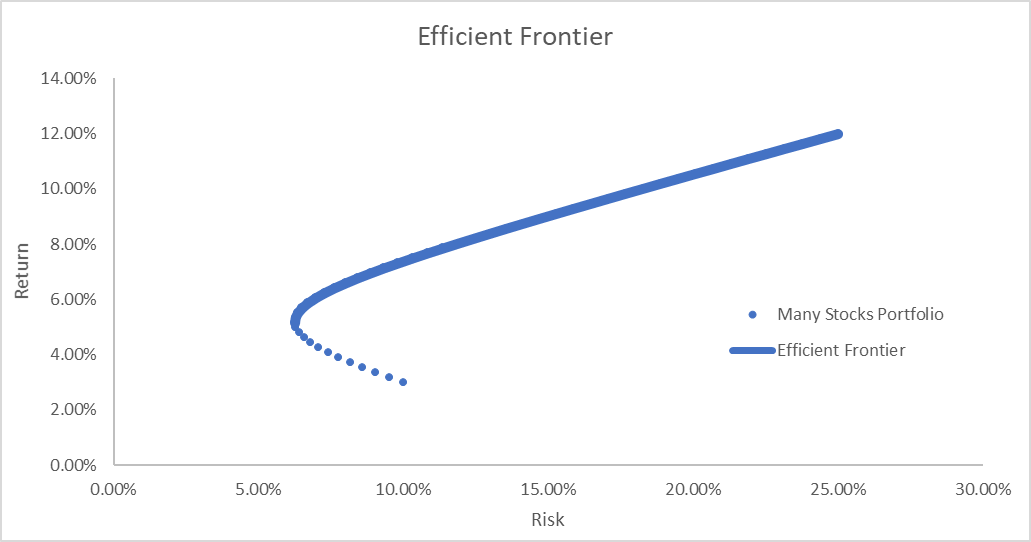 Efficient Frontier
14.00%
12.00%
10.00%
8.00%
6.00%
4.00%
2.00%
0.00%
Return
Many Stocks Portfolio
Efficient Frontier
0.00% 5.00% 10.00% 15.00% 20.00% 25.00% 30.00%
Risk